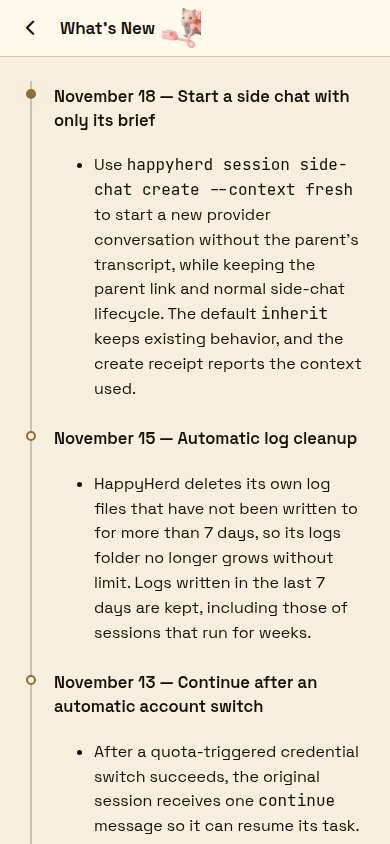 What's New
November 18 — Start a side chat with
only its brief
• Use happyherd session side-
chat create --context fresh
to start a new provider
conversation without the parent's
transcript, while keeping the
parent link and normal side-chat
lifecycle. The default inherit
keeps existing behavior, and the
create receipt reports the context
used.
November 15 — Automatic log cleanup
• HappyHerd deletes its own log
files that have not been written to
for more than 7 days, so its logs
folder no longer grows without
limit. Logs written in the last 7
days are kept, including those of
sessions that run for weeks.
November 13 — Continue after an
automatic account switch
• After a quota-triggered credential
switch succeeds, the original
session receives one continue
message so it can resume its task.